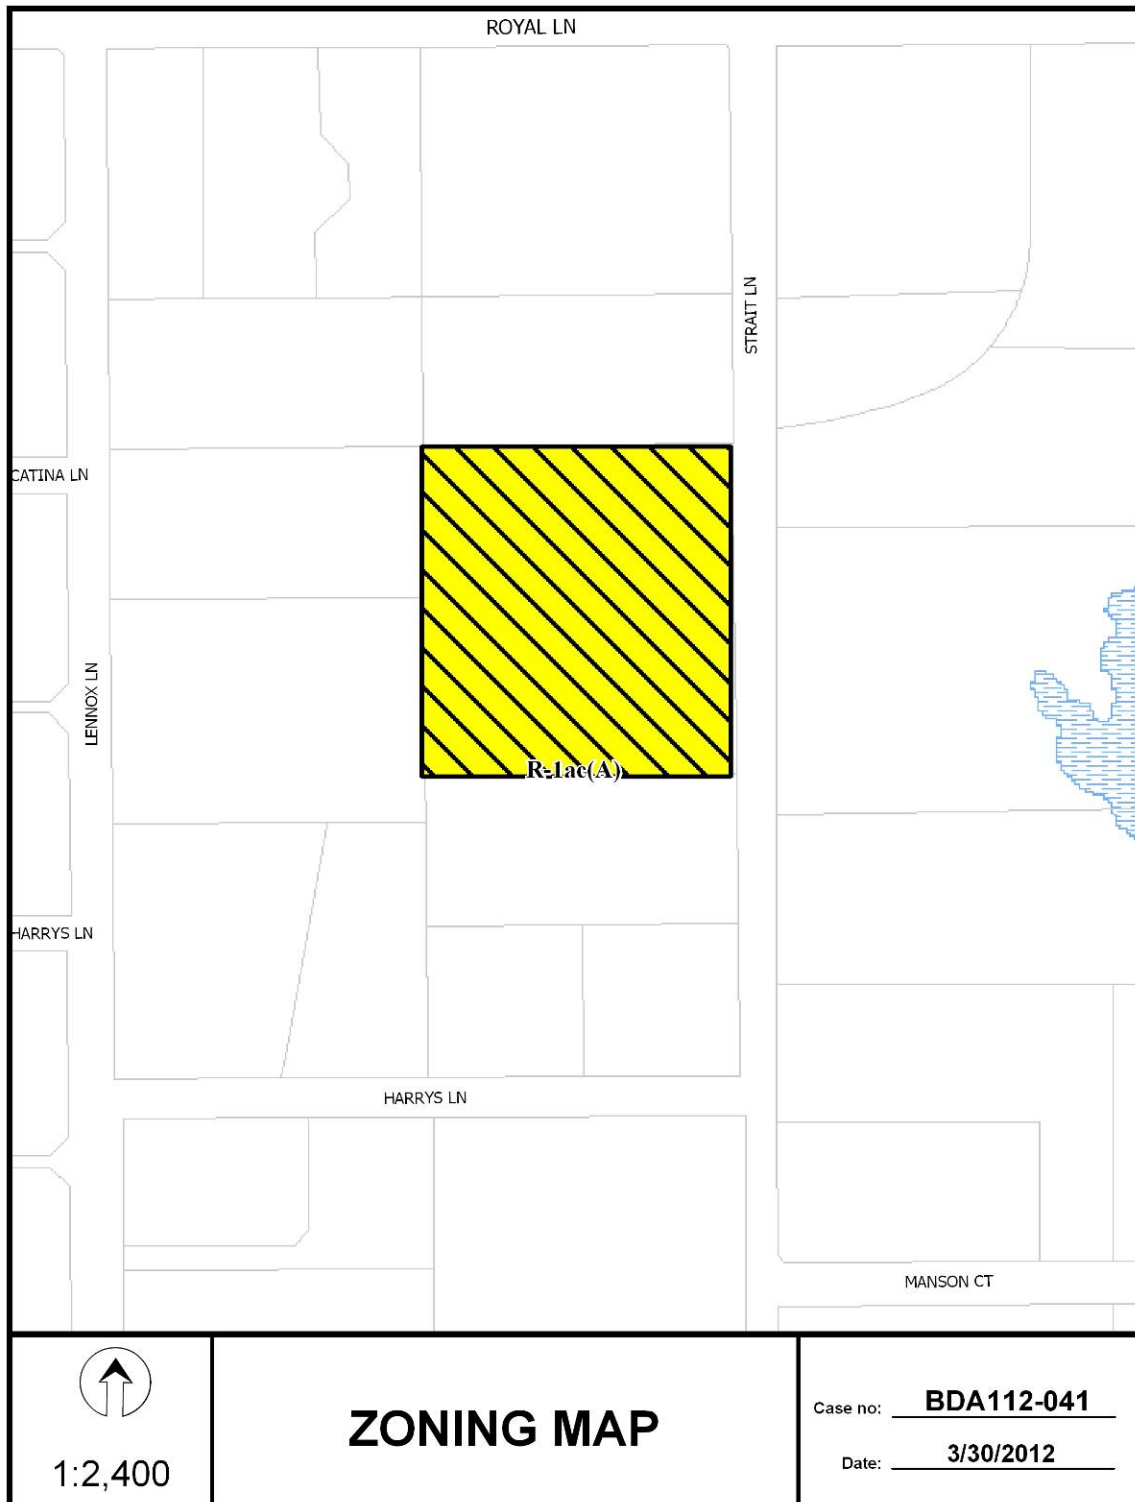 ROYAL LN
STRAIT LN
CATINA LN
LENNOX LN
R-1ac(A)
HARRYS LN
HARRYS LN
MANSON CT
1:2,400
ZONING MAP
Case no: BDA112-041
Date: 3/30/2012